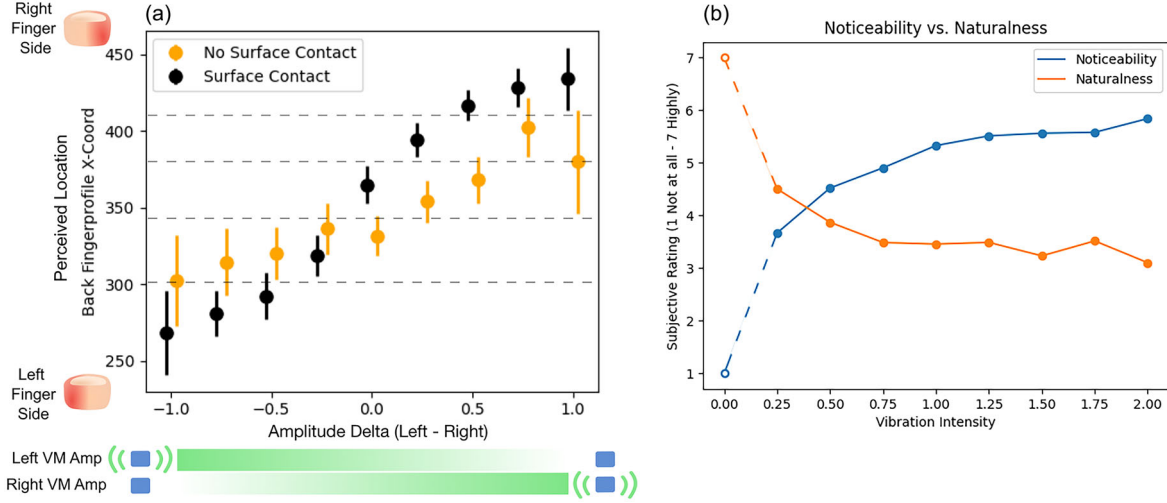 (a)
Right
Finger
Side
No Surface Contact
Surface Contact
450
400
350
300
250
Perceived Location
Back Fingerprofile X-Coord
Left
Finger
Side
−1.0 −0.5 0.0 0.5 1.0
Amplitude Delta (Left - Right)
Left VM Amp
Right VM Amp
(b)
Noticeability vs. Naturalness
Noticeability
Naturalness
7
6
5
4
3
2
1
Subjective Rating (1 Not at all - 7 Highly)
0.00 0.25 0.50 0.75 1.00 1.25 1.50 1.75 2.00
Vibration Intensity